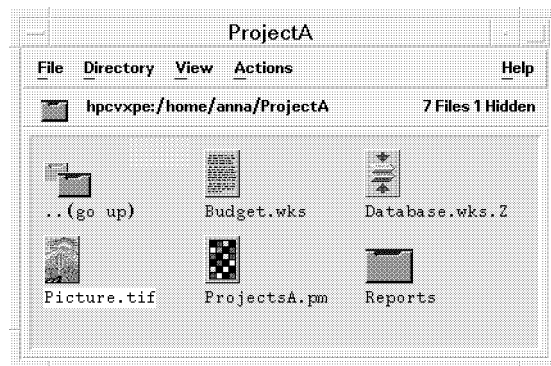 ProjectA
File Directory View Actions Help
hpcvxpe:/home/anna/ProjectA 7 Files 1 Hidden
..(go up) Budget.wks Database.wks.Z
Picture.tif ProjectsA.pm Reports